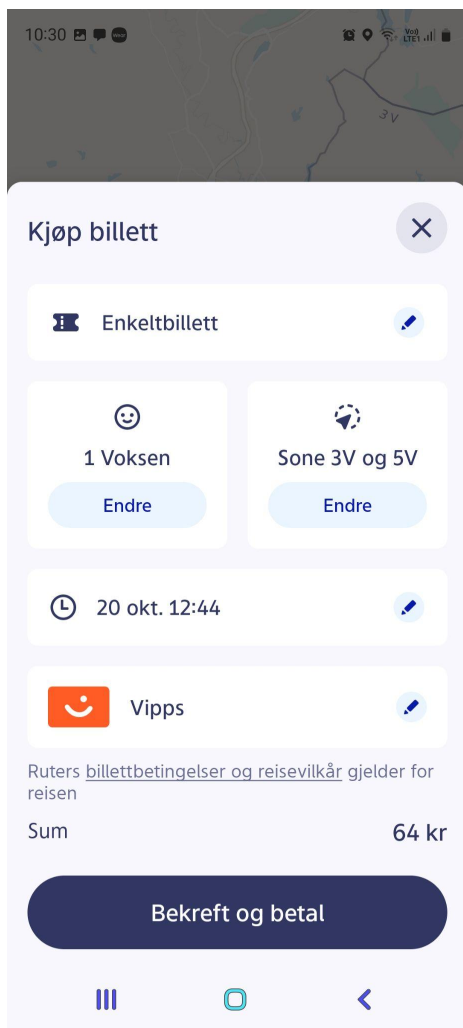 10:30
3 V
Kjøp billett
Enkeltbillett
1 Voksen
Sone 3V og 5V
Endre
Endre
20 okt. 12:44
Vipps
Ruters billettbetingelser og reisevilkår gjelder for
reisen
Sum
64 kr
Bekreft og betal